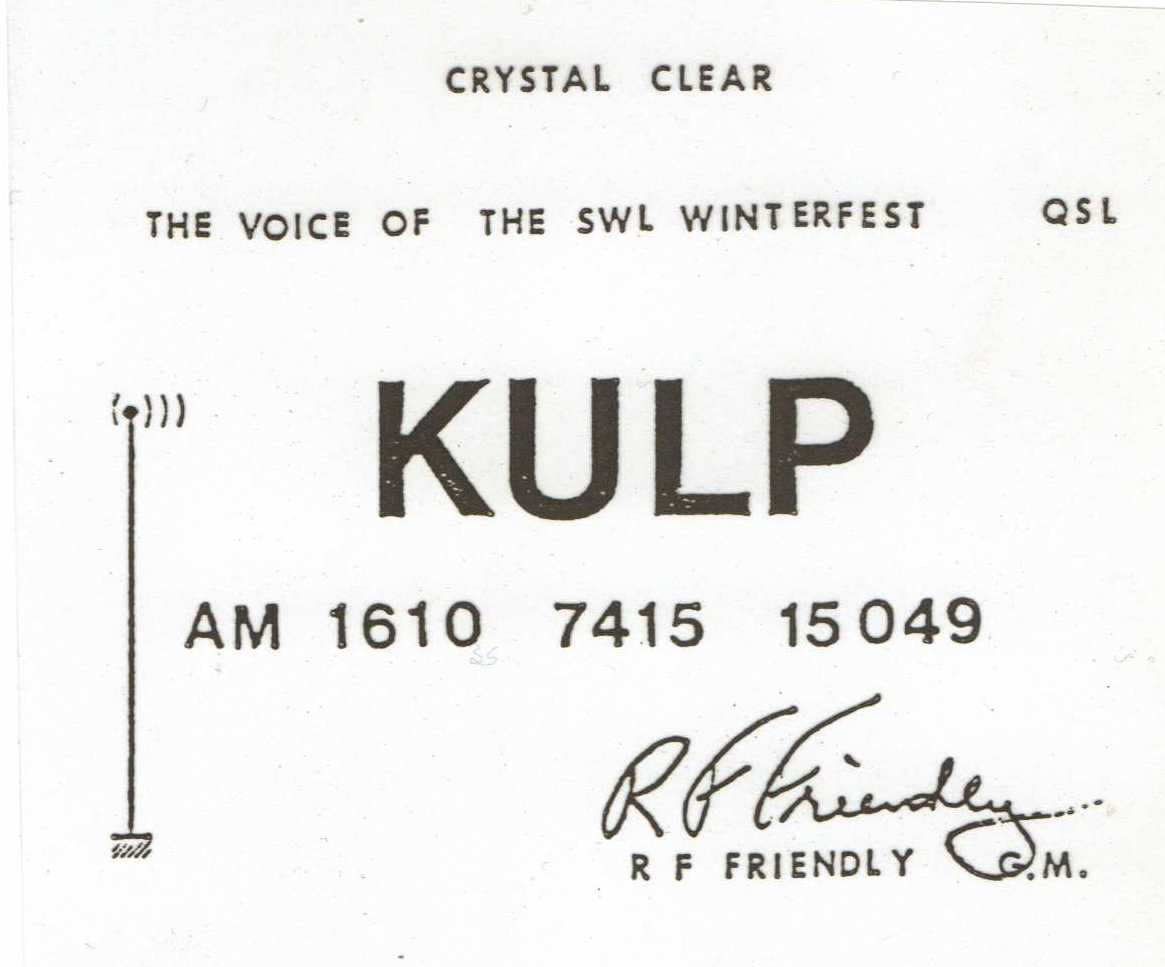 CRYSTAL CLEAR
THE VOICE OF THE SWL WINTERFEST QSL
KULP
AM 1610 7415 15049
R F Friendly
R F FRIENDLY G.M.